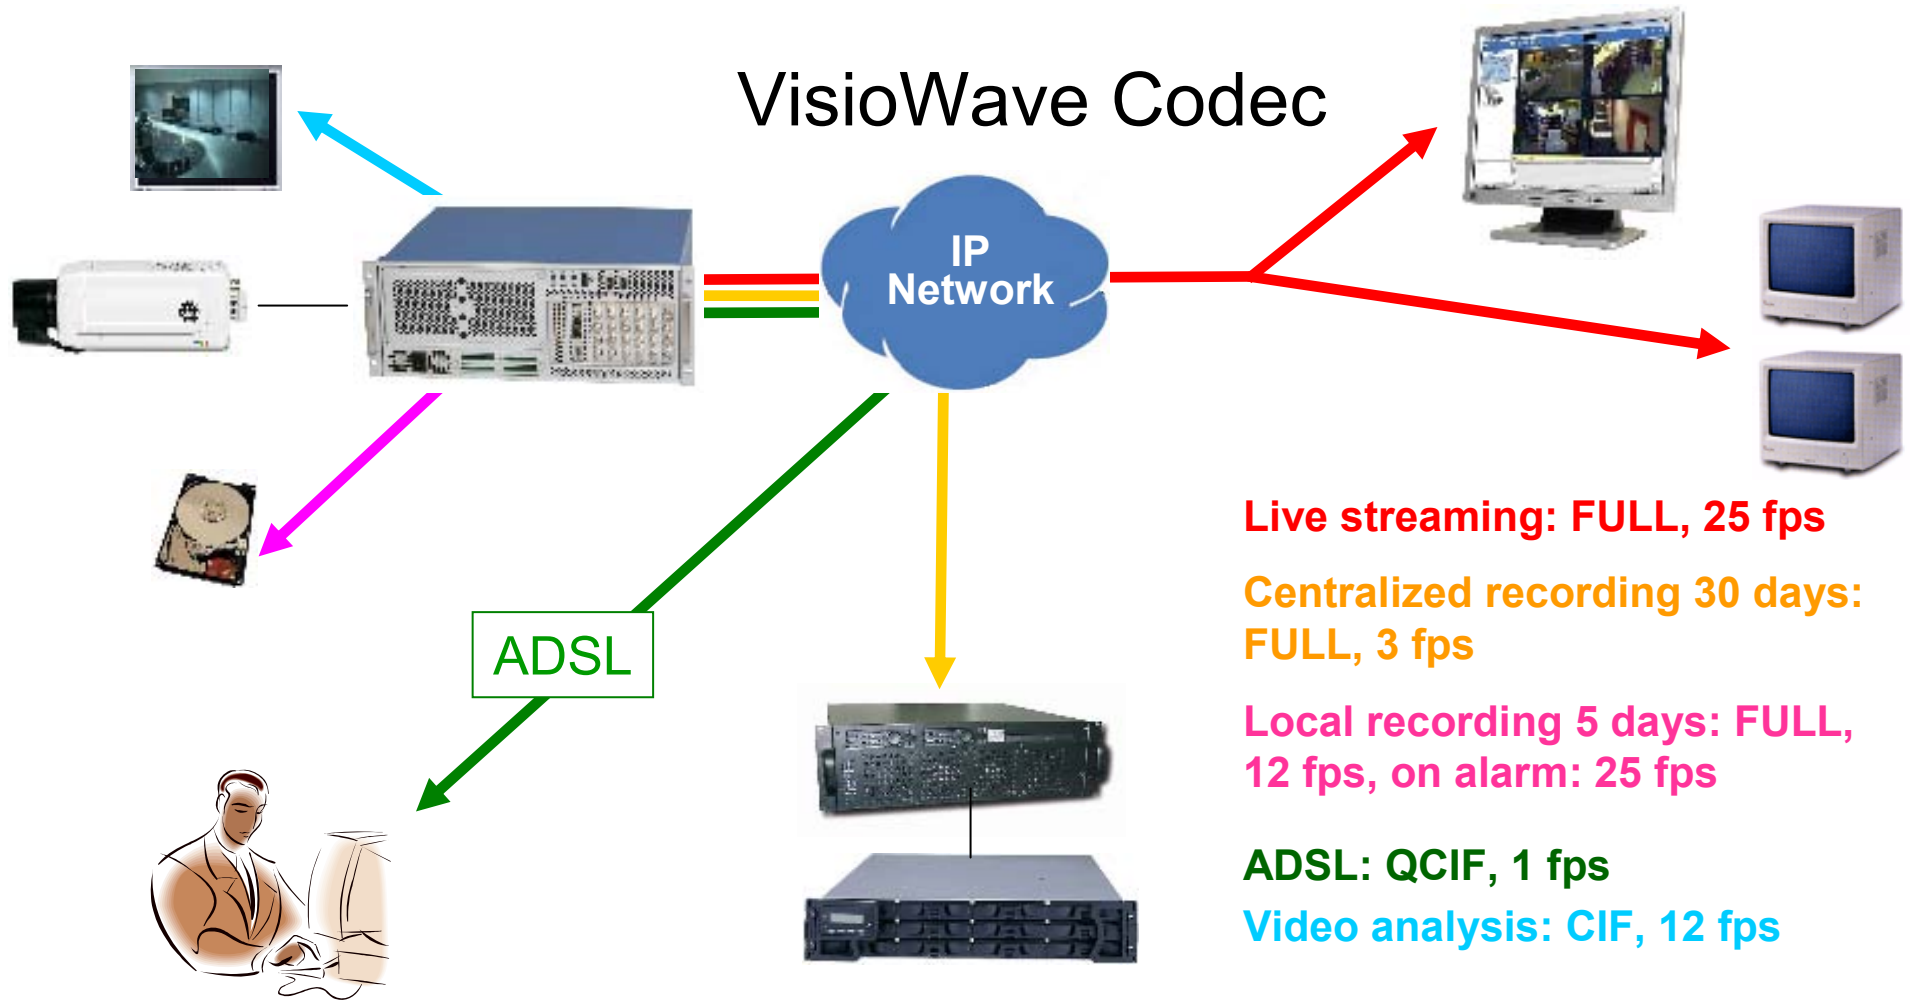 VisioWave Codec
IP
Network
ADSL
Live streaming: FULL, 25 fps
Centralized recording 30 days:
FULL, 3 fps
Local recording 5 days: FULL,
12 fps, on alarm: 25 fps
ADSL: QCIF, 1 fps
Video analysis: CIF, 12 fps